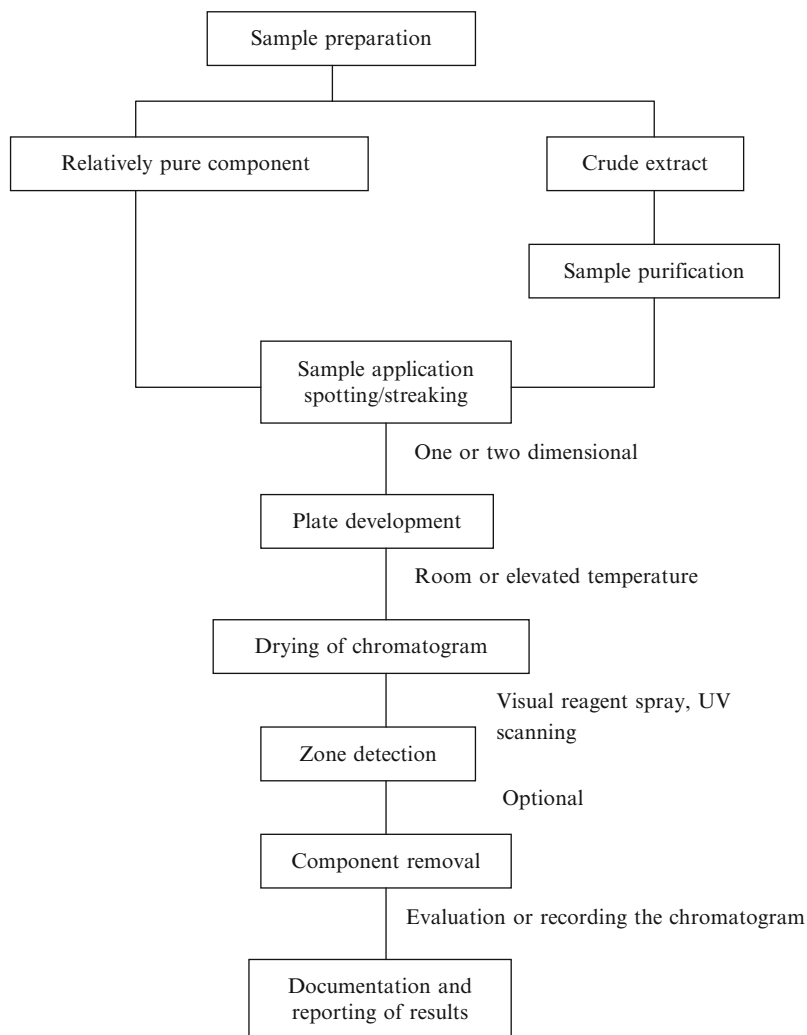 Sample preparation
Relatively pure component
Crude extract
Sample purification
Sample application
spotting/streaking
One or two dimensional
Plate development
Room or elevated temperature
Drying of chromatogram
Visual reagent spray, UV
scanning
Zone detection
Optional
Component removal
Evaluation or recording the chromatogram
Documentation and
reporting of results